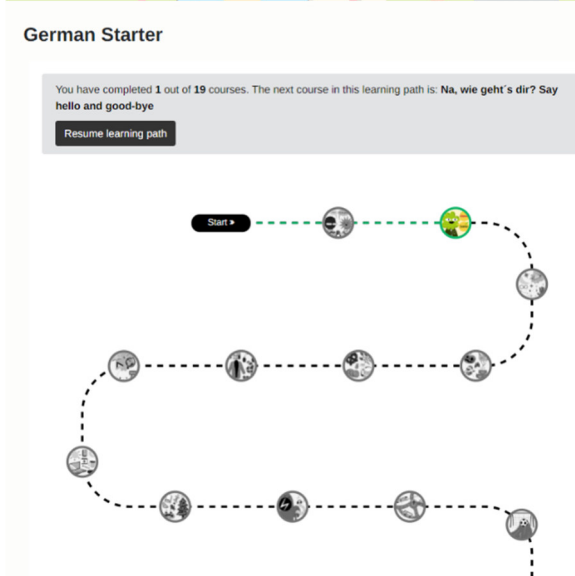 German Starter
You have completed 1 out of 19 courses. The next course in this learning path is: Na, wie geht´s dir? Say
hello and good-bye
Resume learning path
Start »